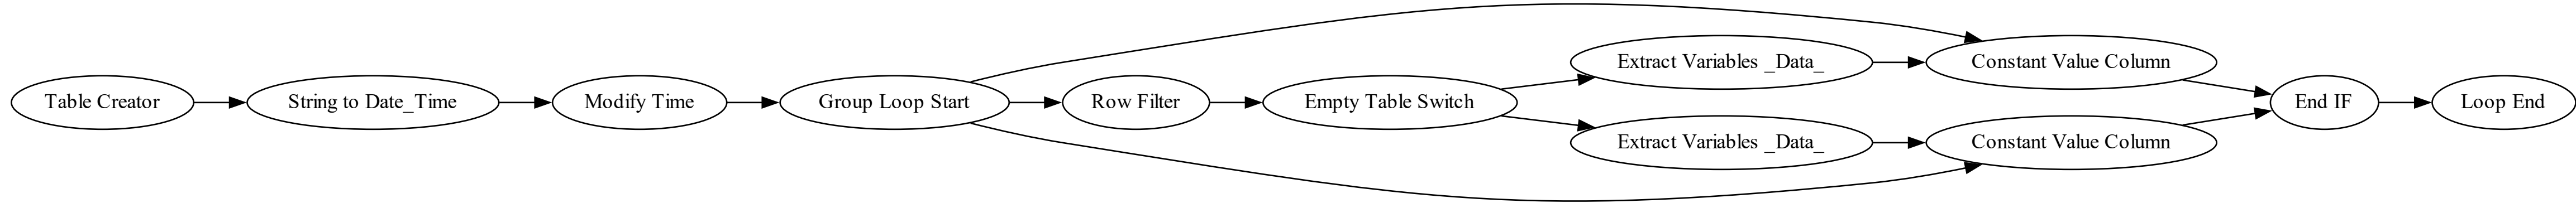 Table Creator
String to Date_Time
Modify Time
Group Loop Start
Row Filter
Empty Table Switch
Extract Variables _Data_
Constant Value Column
Extract Variables _Data_
Constant Value Column
End IF
Loop End